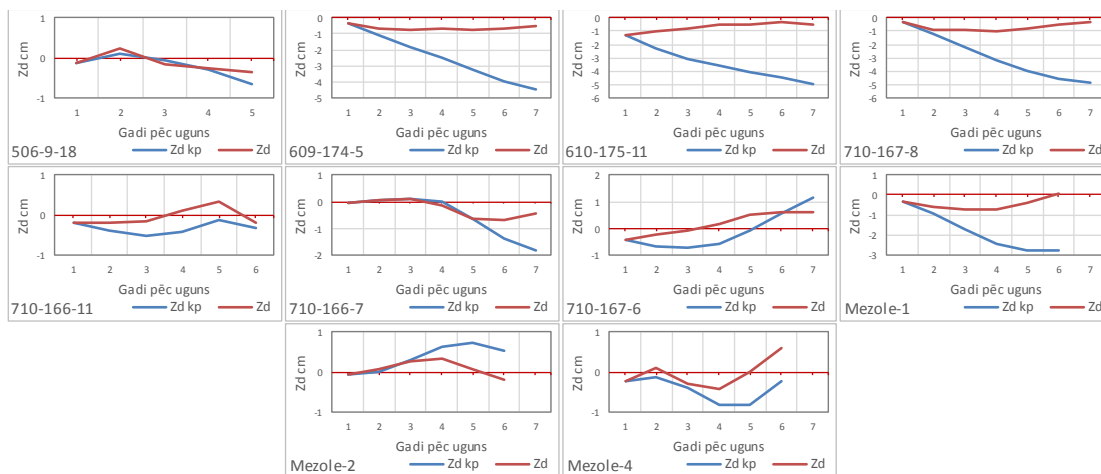 1
0
-1
Zd cm
1 2 3 4 5
Gadi pēc uguns
506-9-18 Zd kp Zd
0
-1
-2
-3
-4
-5
Zd cm
1 2 3 4 5 6 7
Gadi pēc uguns
609-174-5 Zd kp Zd
0
-1
-2
-3
-4
-5
-6
Zd cm
1 2 3 4 5 6 7
Gadi pēc uguns
610-175-11 Zd kp Zd
0
-1
-2
-3
-4
-5
-6
Zd cm
1 2 3 4 5 6 7
Gadi pēc uguns
710-167-8 Zd kp Zd
1
0
-1
Zd cm
1 2 3 4 5 6
Gadi pēc uguns
710-166-11 Zd kp Zd
1
0
-1
-2
Zd cm
1 2 3 4 5 6 7
Gadi pēc uguns
710-166-7 Zd kp Zd
2
1
0
-1
Zd cm
1 2 3 4 5 6 7
Gadi pēc uguns
710-167-6 Zd kp Zd
1
0
-1
-2
-3
Zd cm
1 2 3 4 5 6 7
Gadi pēc uguns
Mezole-1 Zd kp Zd
1
0
-1
Zd cm
1 2 3 4 5 6 7
Gadi pēc uguns
Mezole-2 Zd kp Zd
1
0
-1
Zd cm
1 2 3 4 5 6 7
Gadi pēc uguns
Mezole-4 Zd kp Zd